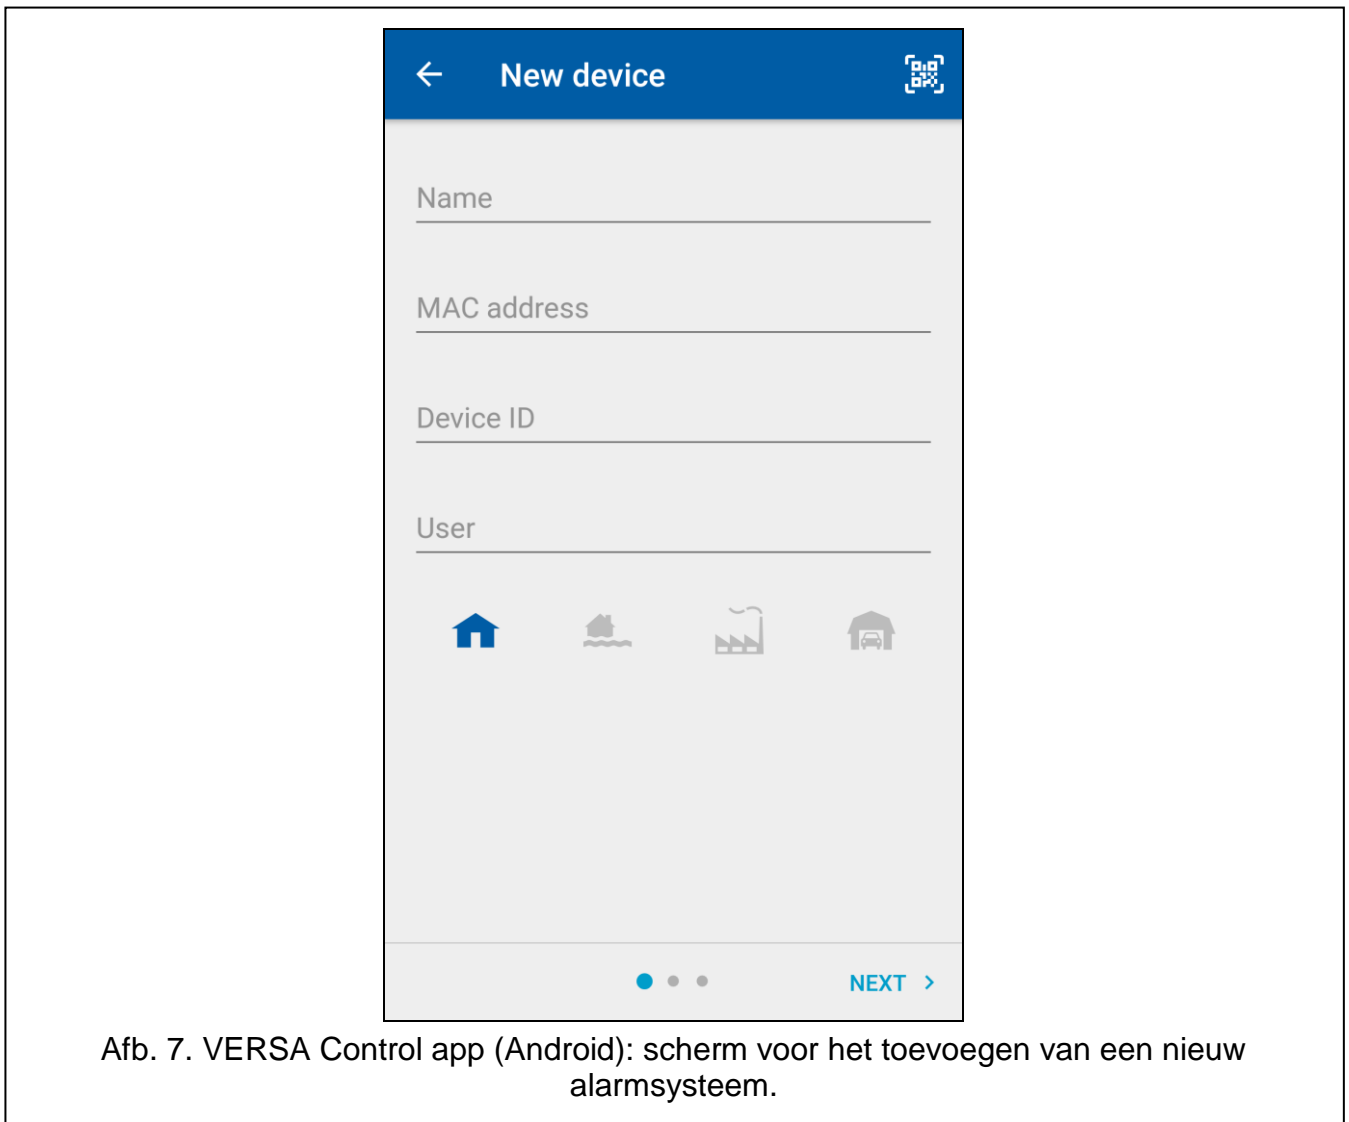 New device
Name
MAC address
Device ID
User
NEXT
Afb. 7. VERSA Control app (Android): scherm voor het toevoegen van een nieuw
alarmsysteem.